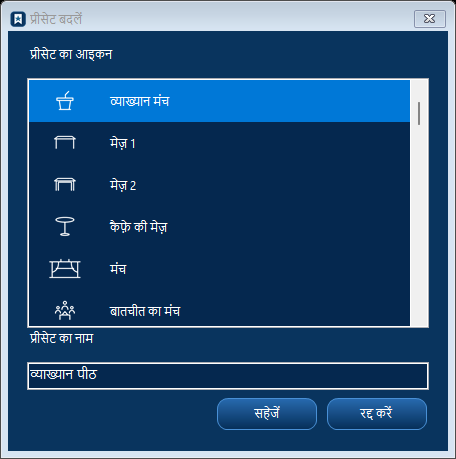 प्रीसेट बदलें
प्रीसेट का आइकन
व्याख्यान मंच
मेज़ 1
मेज़ 2
कैफ़े की मेज़
मंच
बातचीत का मंच
प्रीसेट का नाम
व्याख्यान पीठ
सहेजें
रद्द करें